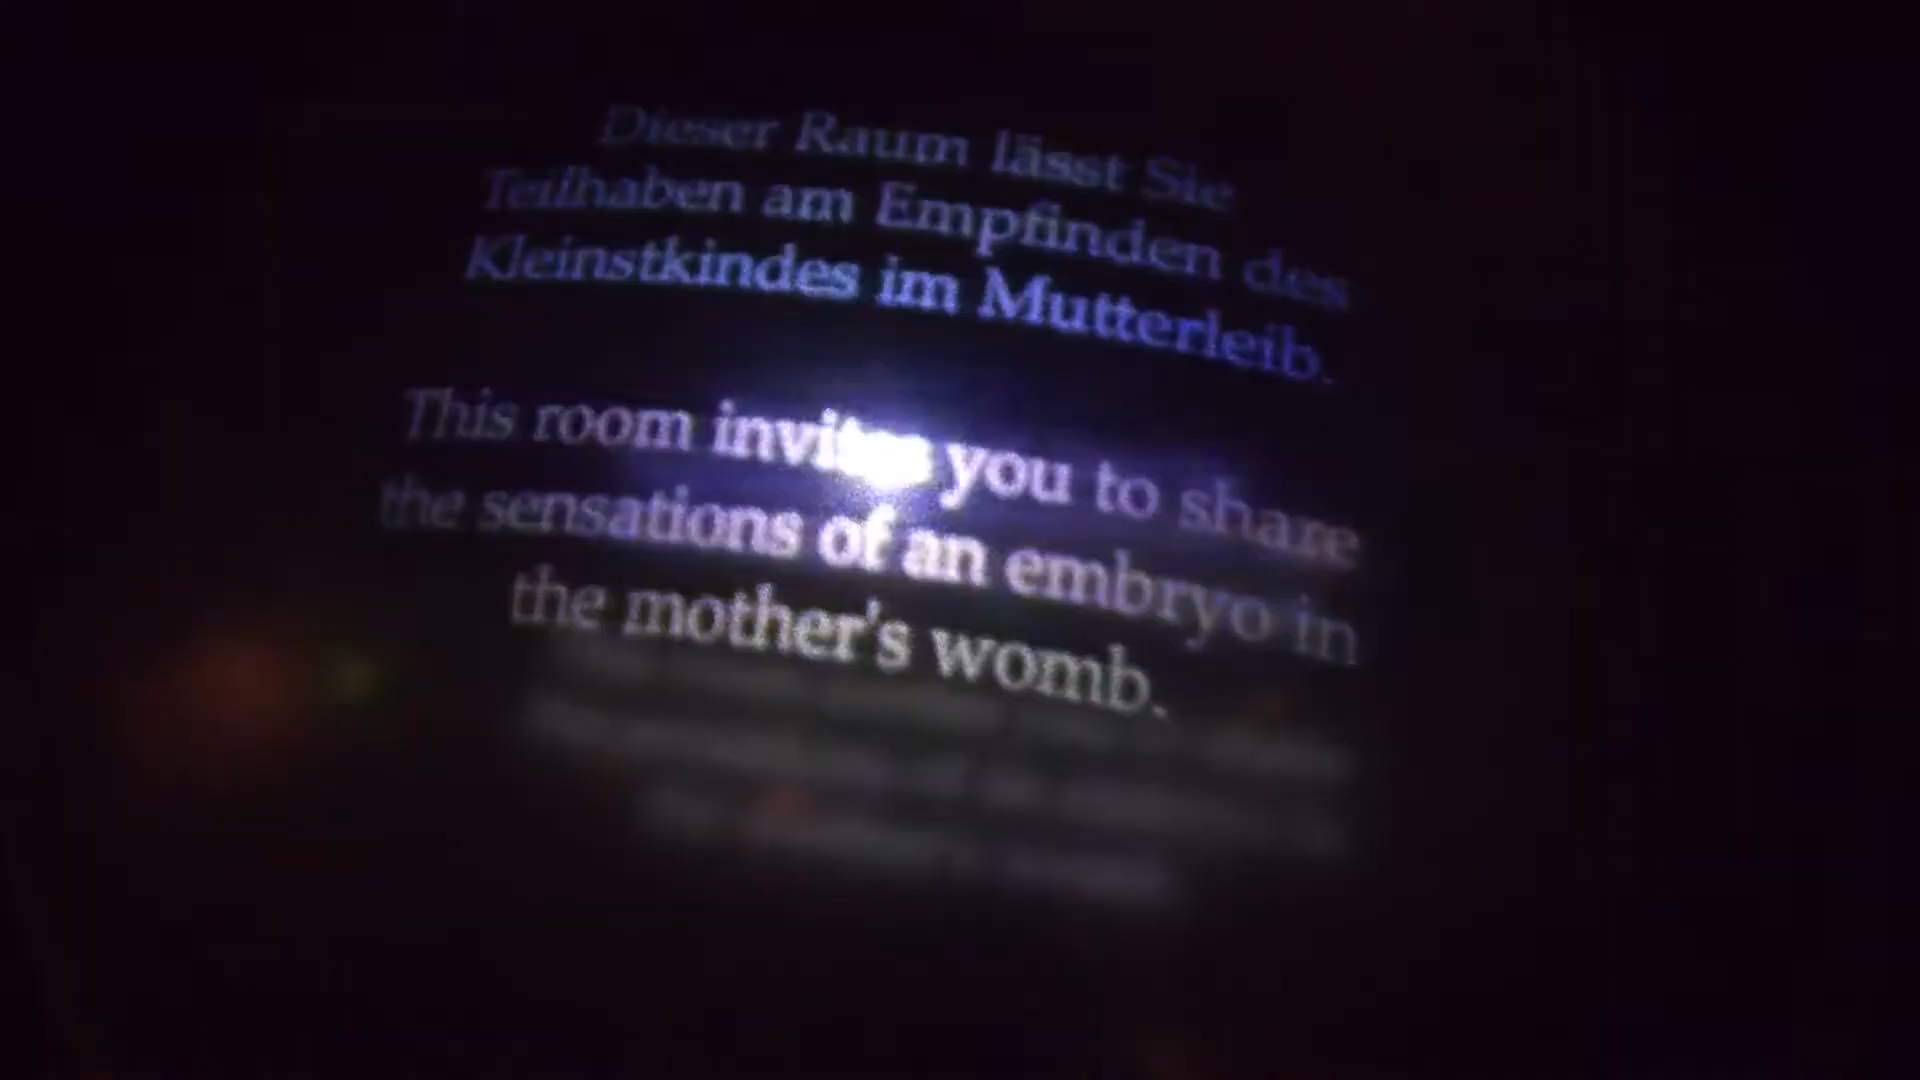 Dieser Raum lässt Sie
Teilhaben am Empfinden des
Kleinstkindes im Mutterleib.
This room invites you to share
the sensations of an embryo in
the mother's womb.